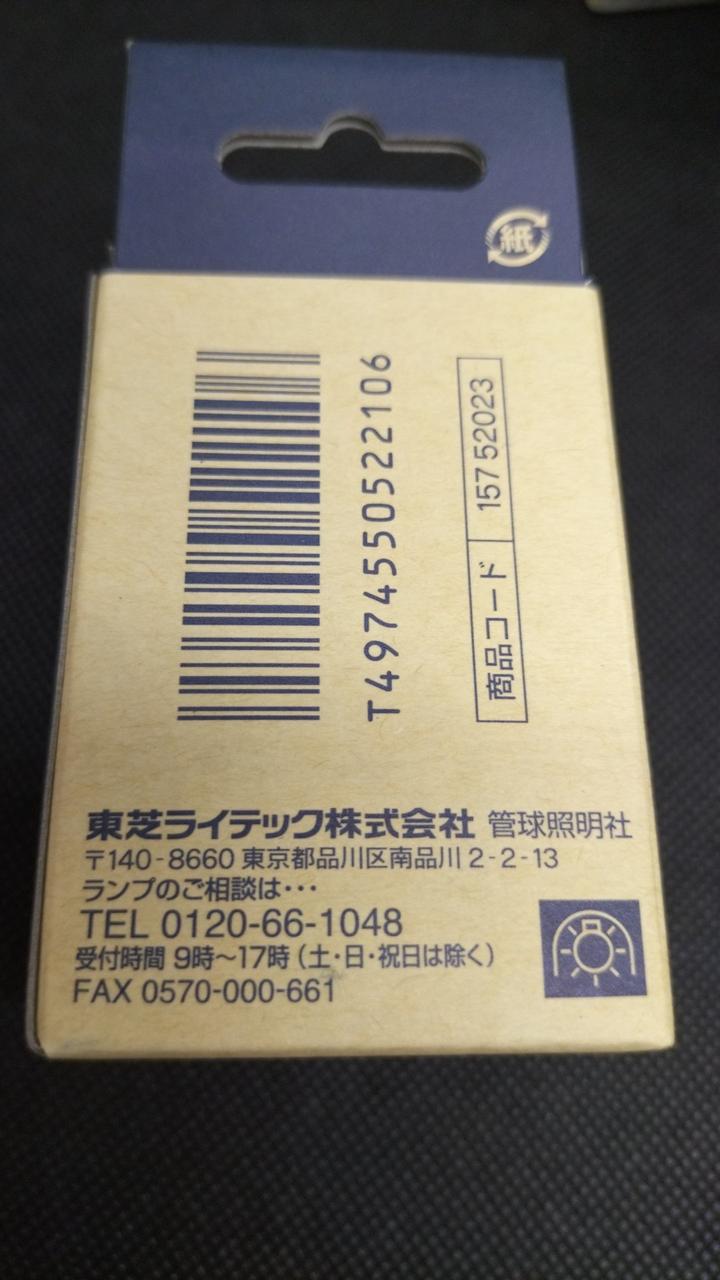 紙
T4974550522106
商品コード 157 52023
東芝ライテック株式会社 管球照明社
〒140-8660 東京都品川区南品川 2-2-13
ランプのご相談は･･･
TEL 0120-66-1048
受付時間 9時〜17時（土・日・祝日は除く）
FAX 0570-000-661